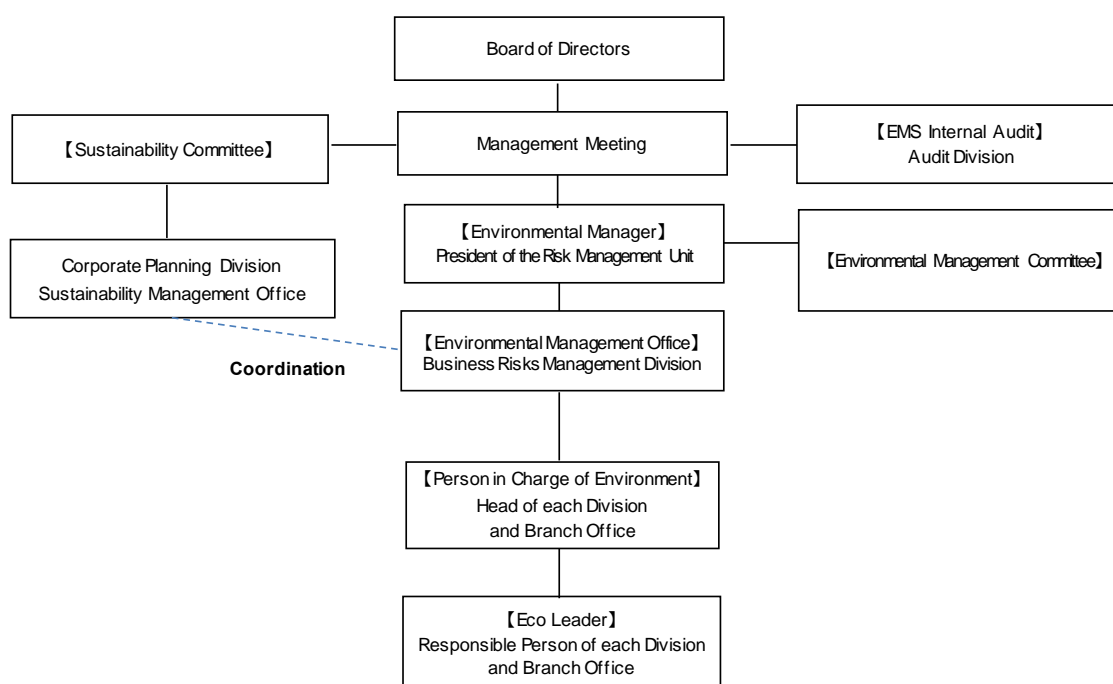 Board of Directors
【Sustainability Committee】
Management Meeting
【EMS Internal Audit】
Audit Division
Corporate Planning Division
Sustainability Management Office
【Environmental Manager】
President of the Risk Management Unit
【Environmental Management Committee】
Coordination
【Environmental Management Office】
Business Risks Management Division
【Person in Charge of Environment】
Head of each Division
and Branch Office
【Eco Leader】
Responsible Person of each Division
and Branch Office